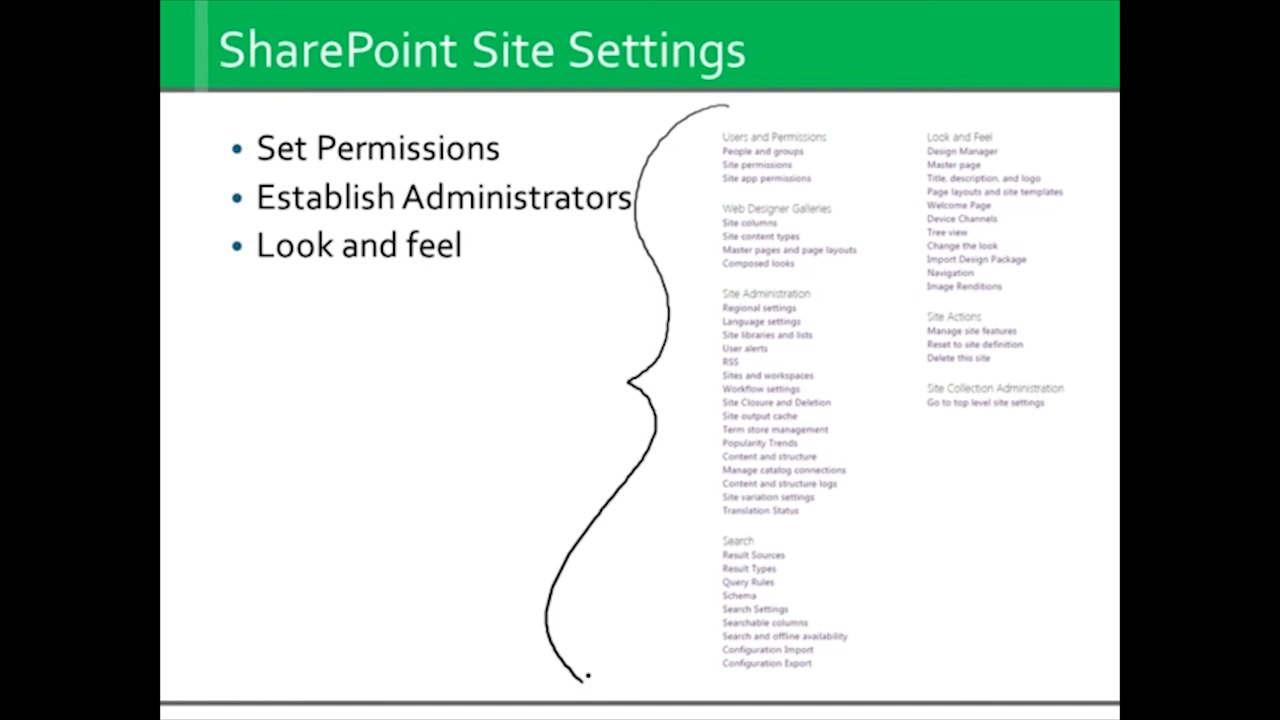 SharePoint Site Settings
• Set Permissions
• Establish Administrators
• Look and feel
Users and Permissions
People and groups
Site permissions
Site app permissions
Web Designer Galleries
Site columns
Site content types
Master pages and page layouts
Composed looks
Site Administration
Regional settings
Language settings
Site libraries and lists
User alerts
RSS
Sites and workspaces
Workflow settings
Site Closure and Deletion
Site output cache
Term store management
Popularity Trends
Content and structure
Manage catalog connections
Content and structure logs
Site variation settings
Translation Status
Search
Result Sources
Result Types
Query Rules
Schema
Search Settings
Searchable columns
Search and offline availability
Configuration Import
Configuration Export
Look and Feel
Design Manager
Master page
Title, description, and logo
Page layouts and site templates
Welcome Page
Device Channels
Tree view
Change the look
Import Design Package
Navigation
Image Renditions
Site Actions
Manage site features
Reset to site definition
Delete this site
Site Collection Administration
Go to top level site settings